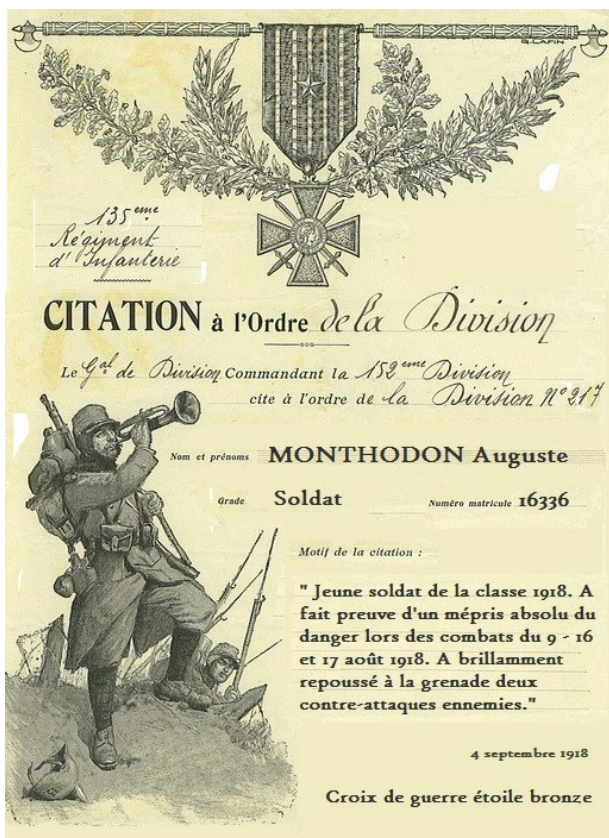 G. LAFIN
135eme
Régiment
d'Infanterie
CITATION à l'Ordre de la Division
Le Gal de Division Commandant la 152eme Division
cite à l'ordre de la Division N° 217
Nom et prénoms MONTHODON Auguste
Grade Soldat Numéro matricule 16336
Motif de la citation :
" Jeune soldat de la classe 1918. A
fait preuve d'un mépris absolu du
danger lors des combats du 9 - 16
et 17 août 1918. A brillamment
repoussé à la grenade deux
contre-attaques ennemies."
4 septembre 1918
Croix de guerre étoile bronze